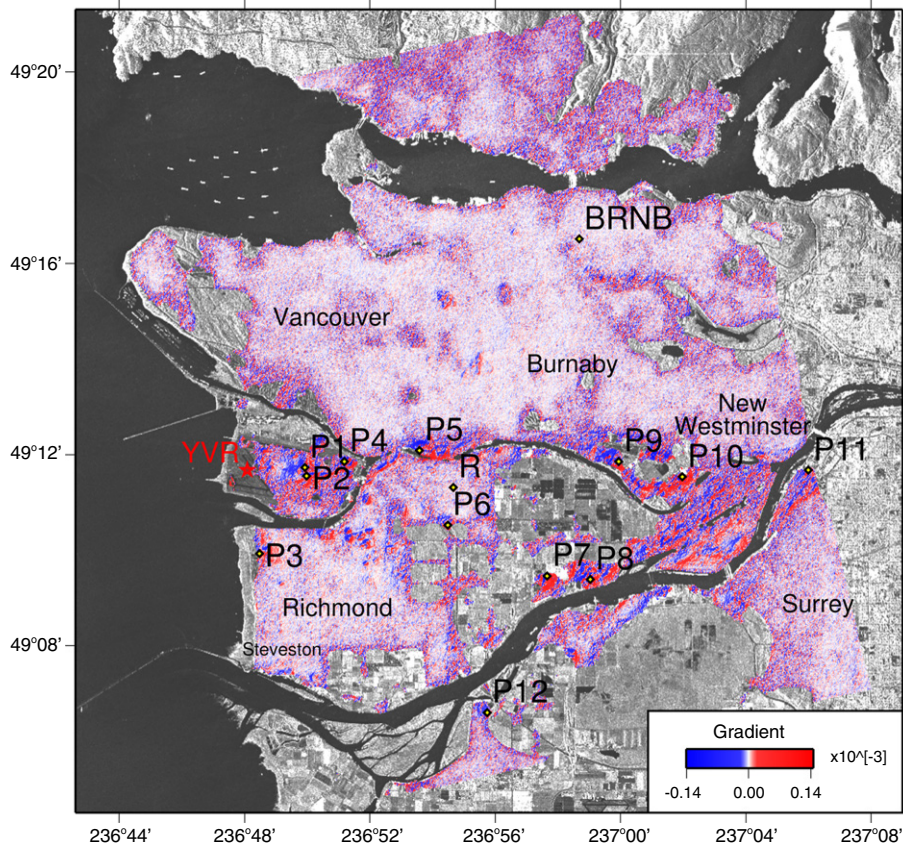 49°20'
49°16'
49°12'
49°08'
BRNB
Vancouver
Burnaby
New
Westminster
YVR
P1
P4
P5
P9
P2
R
P10
P11
P6
P3
P7
P8
Richmond
Surrey
Steveston
P12
Gradient
x10^[-3]
-0.14
0.00
0.14
236°44'
236°48'
236°52'
236°56'
237°00'
237°04'
237°08'